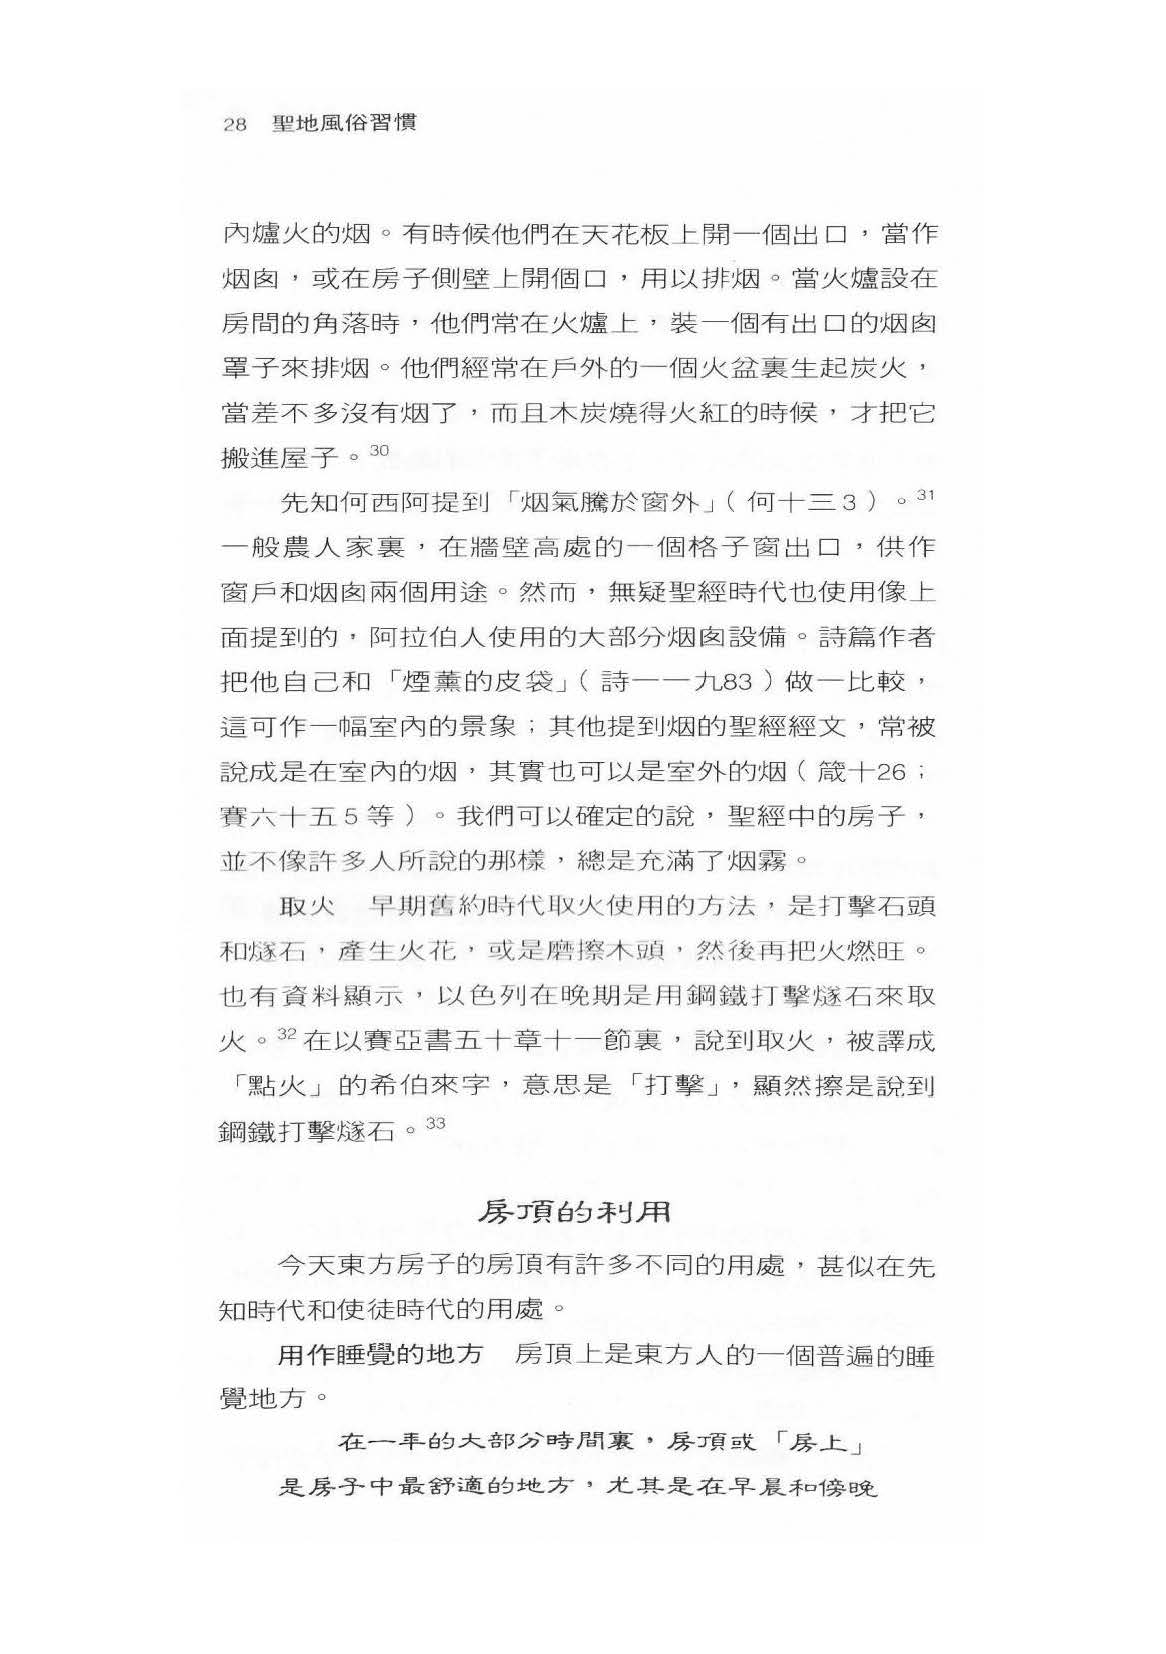 28 聖地風俗習慣
內爐火的烟。有時候他們在天花板上開一個出口，當作
烟囪，或在房子側壁上開個口，用以排烟。當火爐設在
房間的角落時，他們常在火爐上，裝一個有出口的烟囪
罩子來排烟。他們經常在戶外的一個火盆裏生起炭火，
當差不多沒有烟了，而且木炭燒得火紅的時候，才把它
搬進屋子。30
先知何西阿提到「烟氣騰於窗外」（何十三3）。31
一般農人家裏，在牆壁高處的一個格子窗出口，供作
窗戶和烟囪兩個用途。然而，無疑聖經時代也使用像上
面提到的，阿拉伯人使用的大部分烟囪設備。詩篇作者
把他自己和「煙薰的皮袋」（詩一一九83）做一比較，
這可作一幅室內的景象；其他提到烟的聖經經文，常被
說成是在室內的烟，其實也可以是室外的烟（箴十26；
賽六十五5等）。我們可以確定的說，聖經中的房子，
並不像許多人所說的那樣，總是充滿了烟霧。
取火 早期舊約時代取火使用的方法，是打擊石頭
和燧石，產生火花，或是磨擦木頭，然後再把火燃旺。
也有資料顯示，以色列在晚期是用鋼鐵打擊燧石來取
火。32在以賽亞書五十章十一節裏，說到取火，被譯成
「點火」的希伯來字，意思是「打擊」，顯然擦是說到
鋼鐵打擊燧石。33
房頂的利用
今天東方房子的房頂有許多不同的用處，甚似在先
知時代和使徒時代的用處。
用作睡覺的地方 房頂上是東方人的一個普遍的睡
覺地方。
在一年的大部分時間裏，房頂或「房上」
是房子中最舒適的地方，尤其是在早晨和傍晚